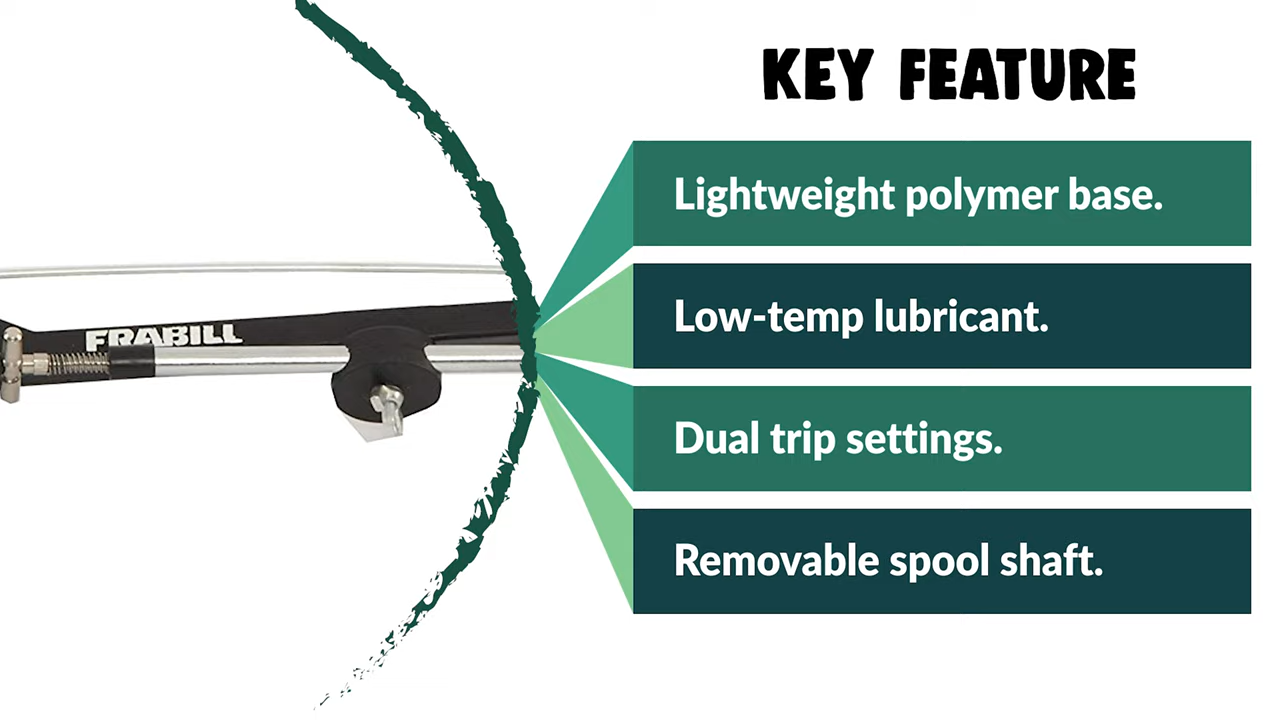 KEY FEATURE
Lightweight polymer base.
Low-temp lubricant.
FRABILL
Dual trip settings.
Removable spool shaft.